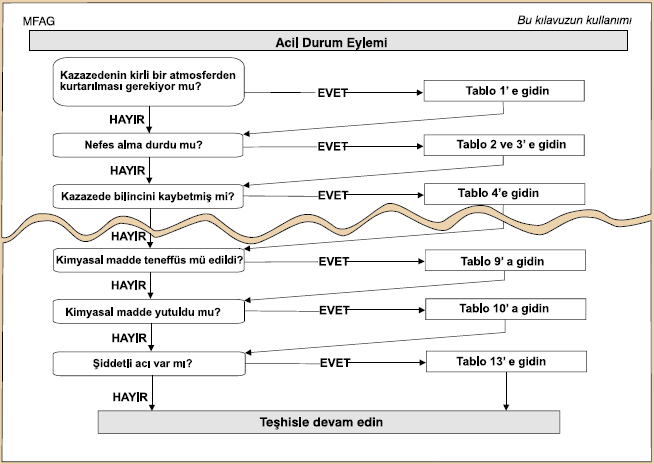 MFAG
Bu kılavuzun kullanımı
Acil Durum Eylemi
Kazazedenin kirli bir atmosferden
kurtarılması gerekiyor mu?
EVET
Tablo 1' e gidin
HAYIR
Nefes alma durdu mu?
EVET
Tablo 2 ve 3' e gidin
HAYIR
Kazazede bilincini kaybetmiş mi?
EVET
Tablo 4'e gidin
HAYIR
Kimyasal madde teneffüs mü edildi?
EVET
Tablo 9' a gidin
HAYIR
Kimyasal madde yutuldu mu?
EVET
Tablo 10' a gidin
HAYIR
Şiddetli acı var mı?
EVET
Tablo 13' e gidin
HAYIR
Teşhisle devam edin